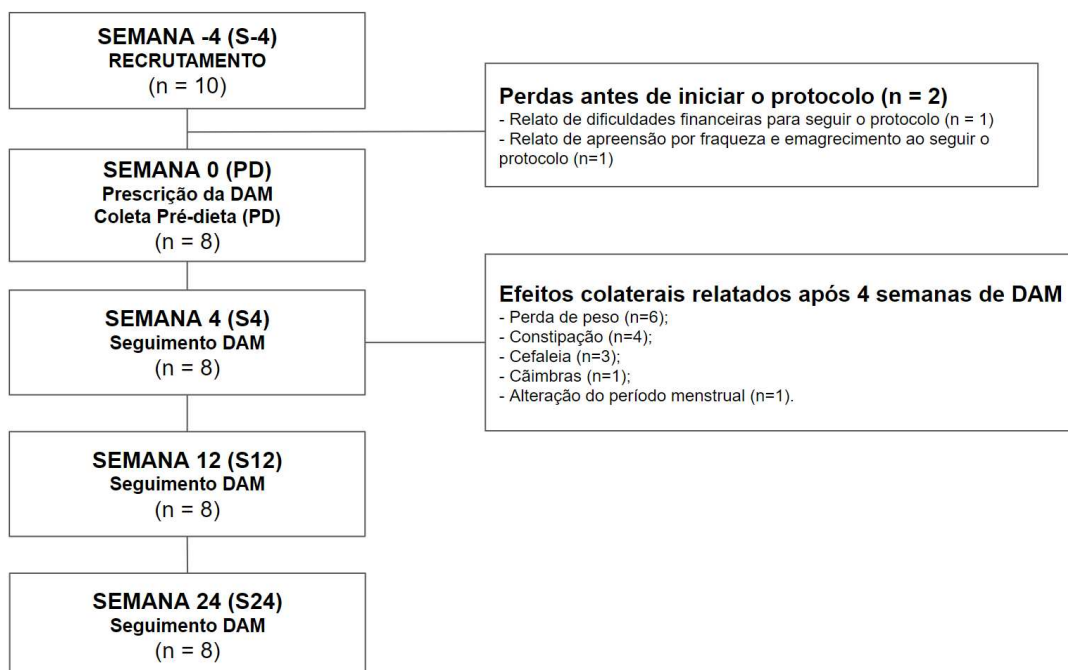 SEMANA -4 (S-4)
RECRUTAMENTO
(n = 10)
Perdas antes de iniciar o protocolo (n = 2)
- Relato de dificuldades financeiras para seguir o protocolo (n = 1)
- Relato de apreensão por fraqueza e emagrecimento ao seguir o
protocolo (n=1)
SEMANA 0 (PD)
Prescrição da DAM
Coleta Pré-dieta (PD)
(n = 8)
SEMANA 4 (S4)
Seguimento DAM
(n = 8)
Efeitos colaterais relatados após 4 semanas de DAM
- Perda de peso (n=6);
- Constipação (n=4);
- Cefaleia (n=3);
- Cãimbras (n=1);
- Alteração do período menstrual (n=1).
SEMANA 12 (S12)
Seguimento DAM
(n = 8)
SEMANA 24 (S24)
Seguimento DAM
(n = 8)